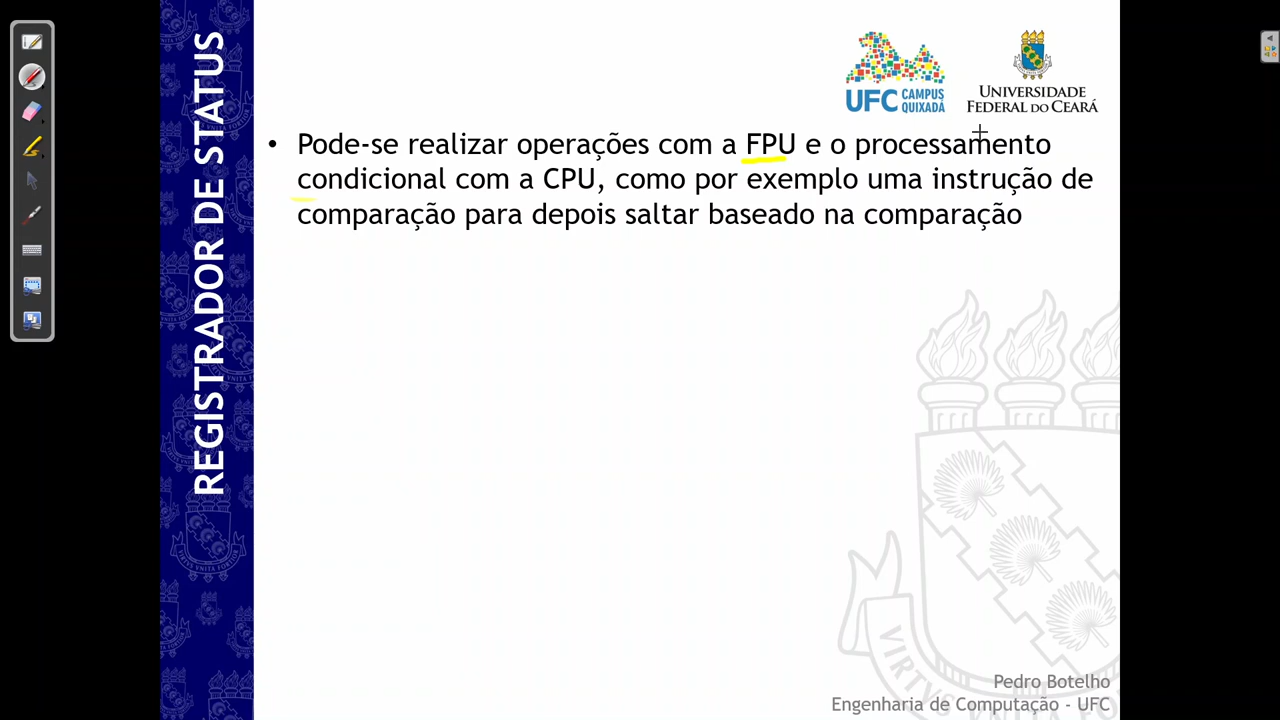 REGISTRADOR DE STATUS
UFC CAMPUS QUIXADÁ
UNIVERSIDADE
FEDERAL DO CEARÁ
• Pode-se realizar operações com a FPU e o processamento
condicional com a CPU, como por exemplo uma instrução de
comparação para depois saltar baseado na comparação
VIRTUS
Pedro Botelho
Engenharia de Computação - UFC